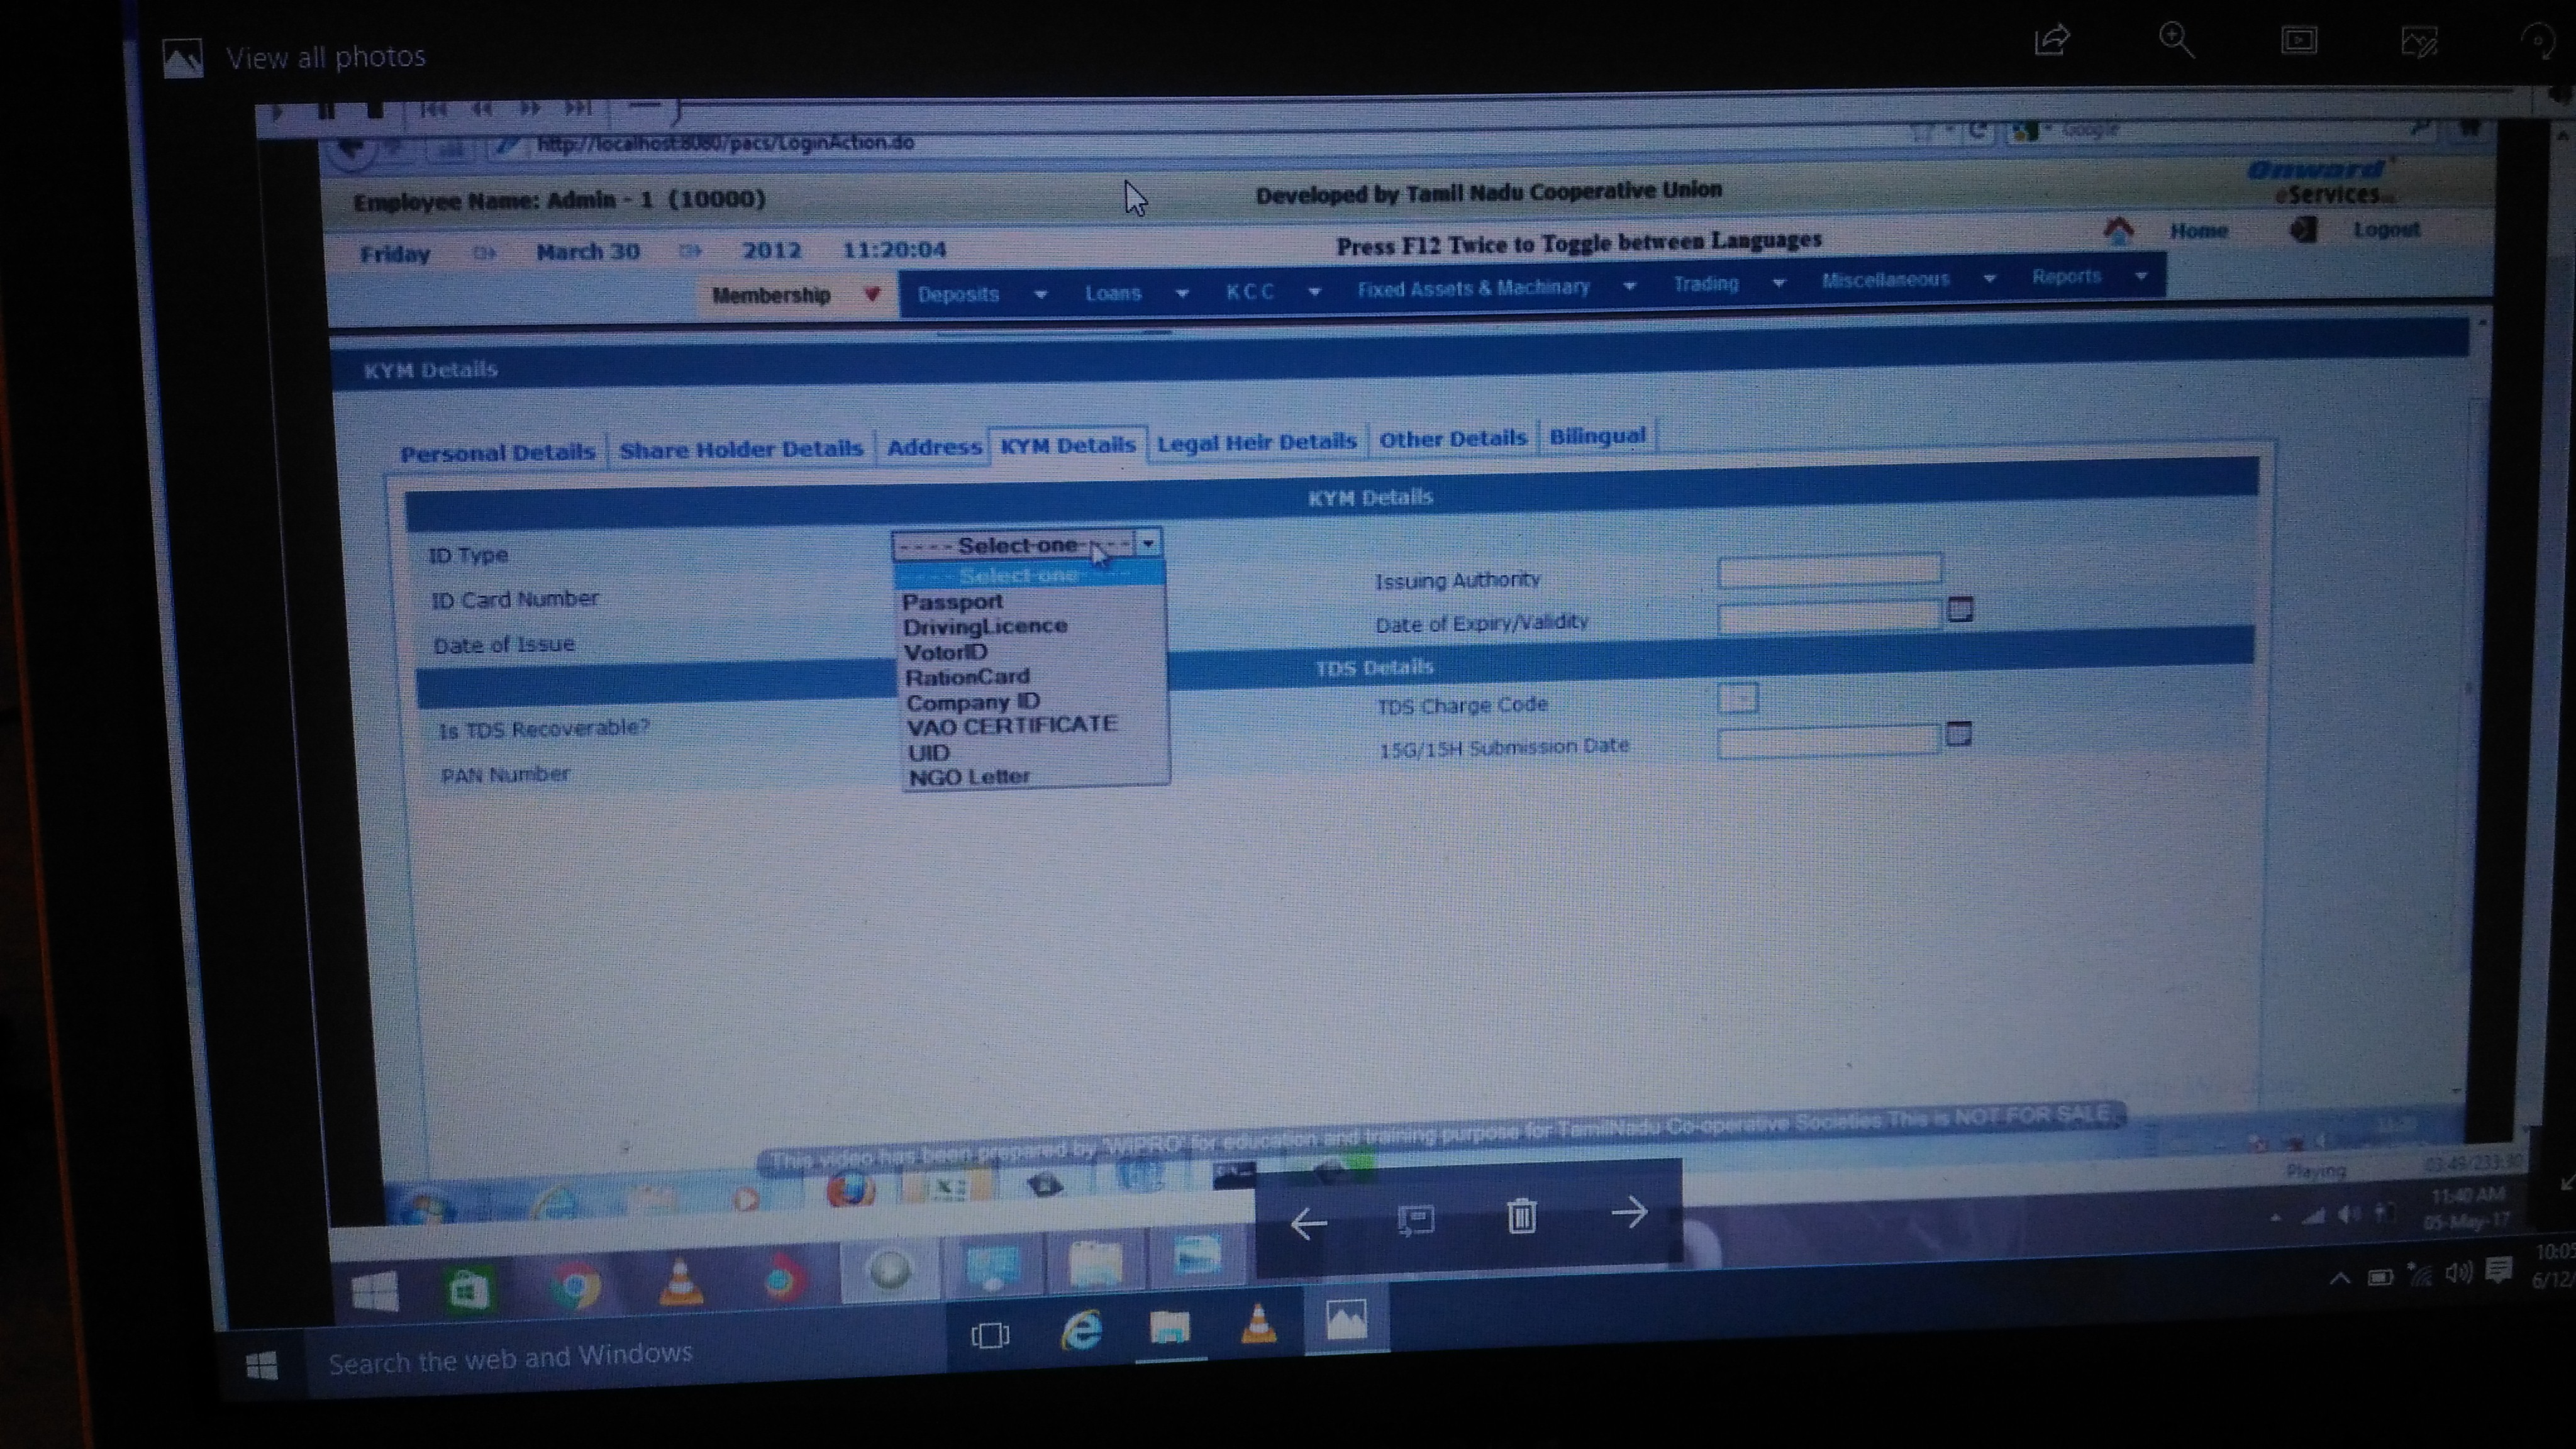 View all photos
http://localhost:8080/pacs/LoginAction.do
Google
Employee Name: Admin - 1 (10000)
Developed by Tamil Nadu Cooperative Union
Onward
eServices
Friday March 30 2012 11:20:04
Press F12 Twice to Toggle between Languages
Home
Logout
Membership Deposits Loans KCC Fixed Assets & Machinary Trading Miscellaneous Reports
KYM Details
Personal Details Share Holder Details Address KYM Details Legal Heir Details Other Details Bilingual
KYM Details
ID Type
- - - - Select one- - - -
- - - - Select one- - - -
Passport
DrivingLicence
VotorID
RationCard
Company ID
VAO CERTIFICATE
UID
NGO Letter
Issuing Authority
ID Card Number
Date of Expiry/Validity
Date of Issue
TDS Details
Is TDS Recoverable?
TDS Charge Code
PAN Number
15G/15H Submission Date
This video has been prepared by 'WIPRO' for education and training purpose for TamilNadu Co-operative Societies This is NOT FOR SALE.
Playing
11:40 AM
05-May-17
10:05
6/12/
Search the web and Windows